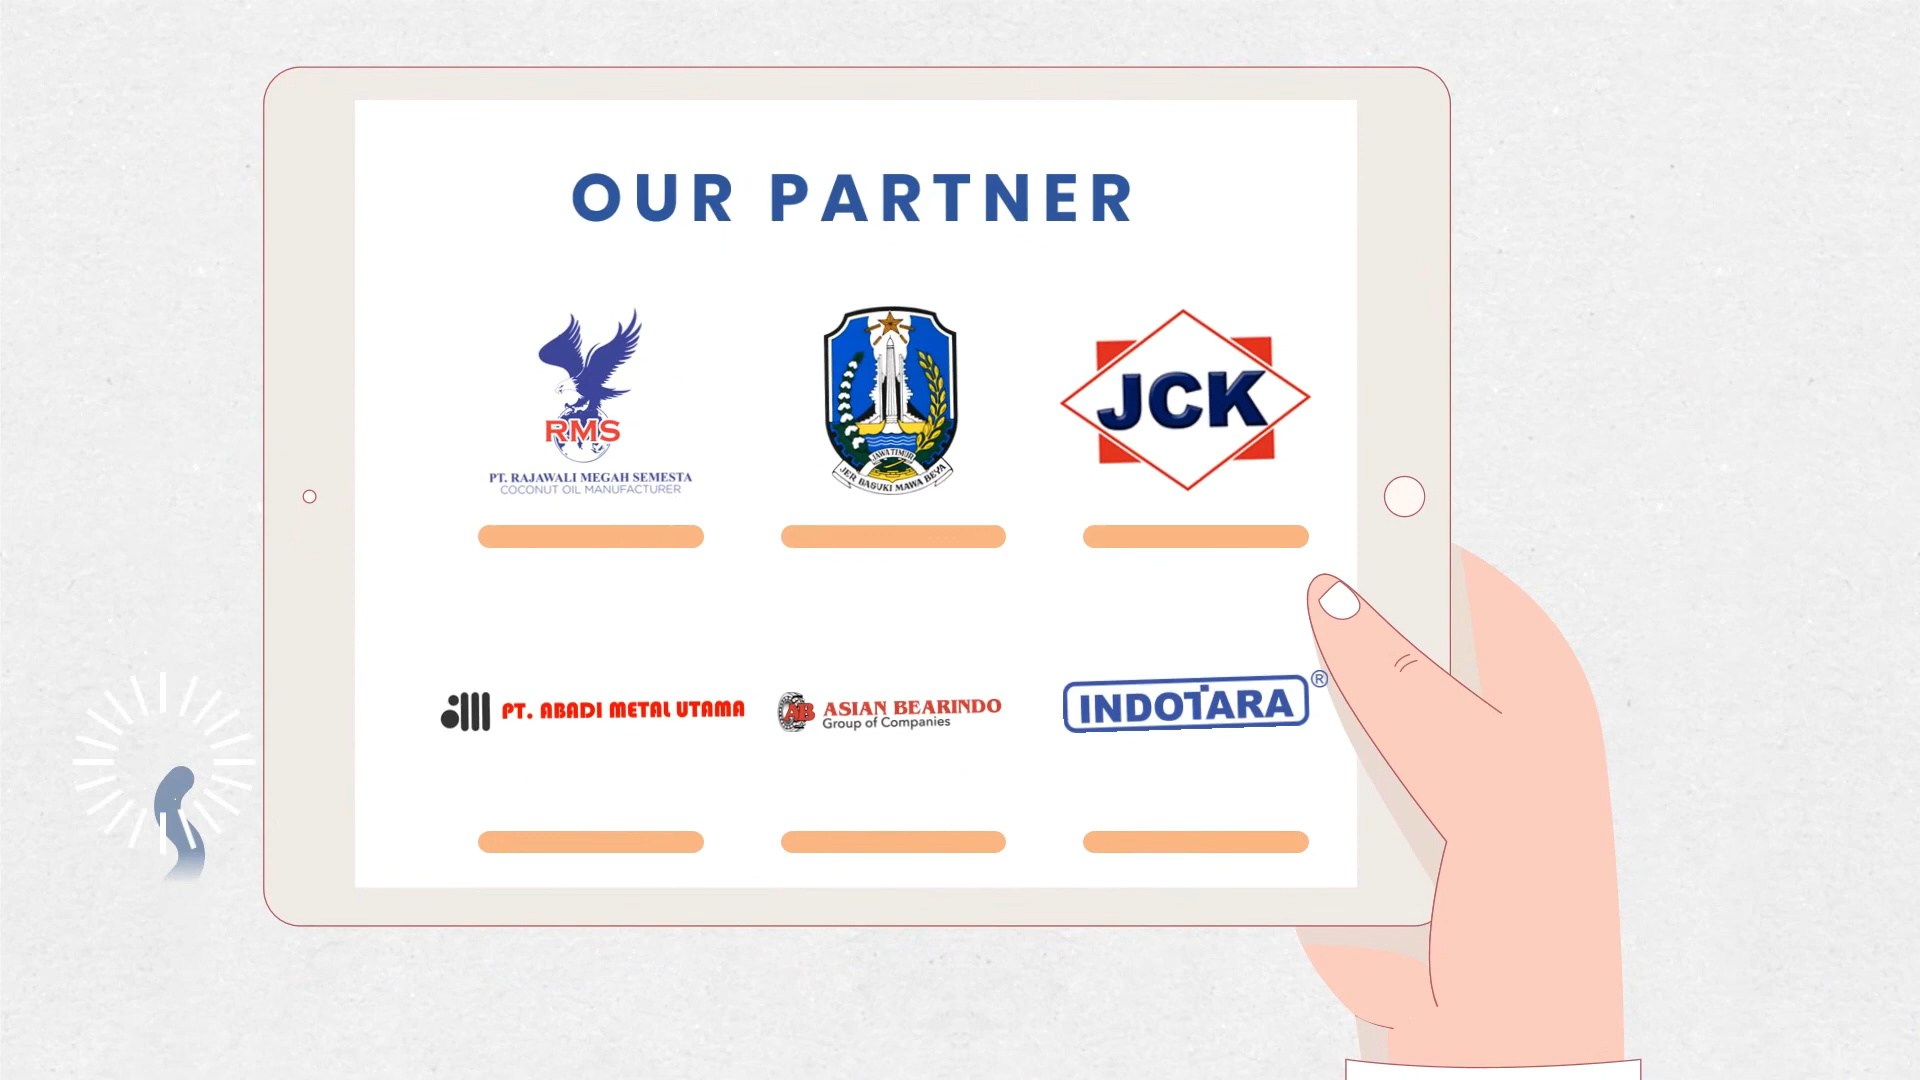 OUR PARTNER
RMS
PT. RAJAWALI MEGAH SEMESTA
COCONUT OIL MANUFACTURER
JAWA TIMUR
JER BASUKI MAWA BEYA
JCK
PT. ABADI METAL UTAMA
AB
ASIAN BEARINDO
Group of Companies
INDOTARA ®